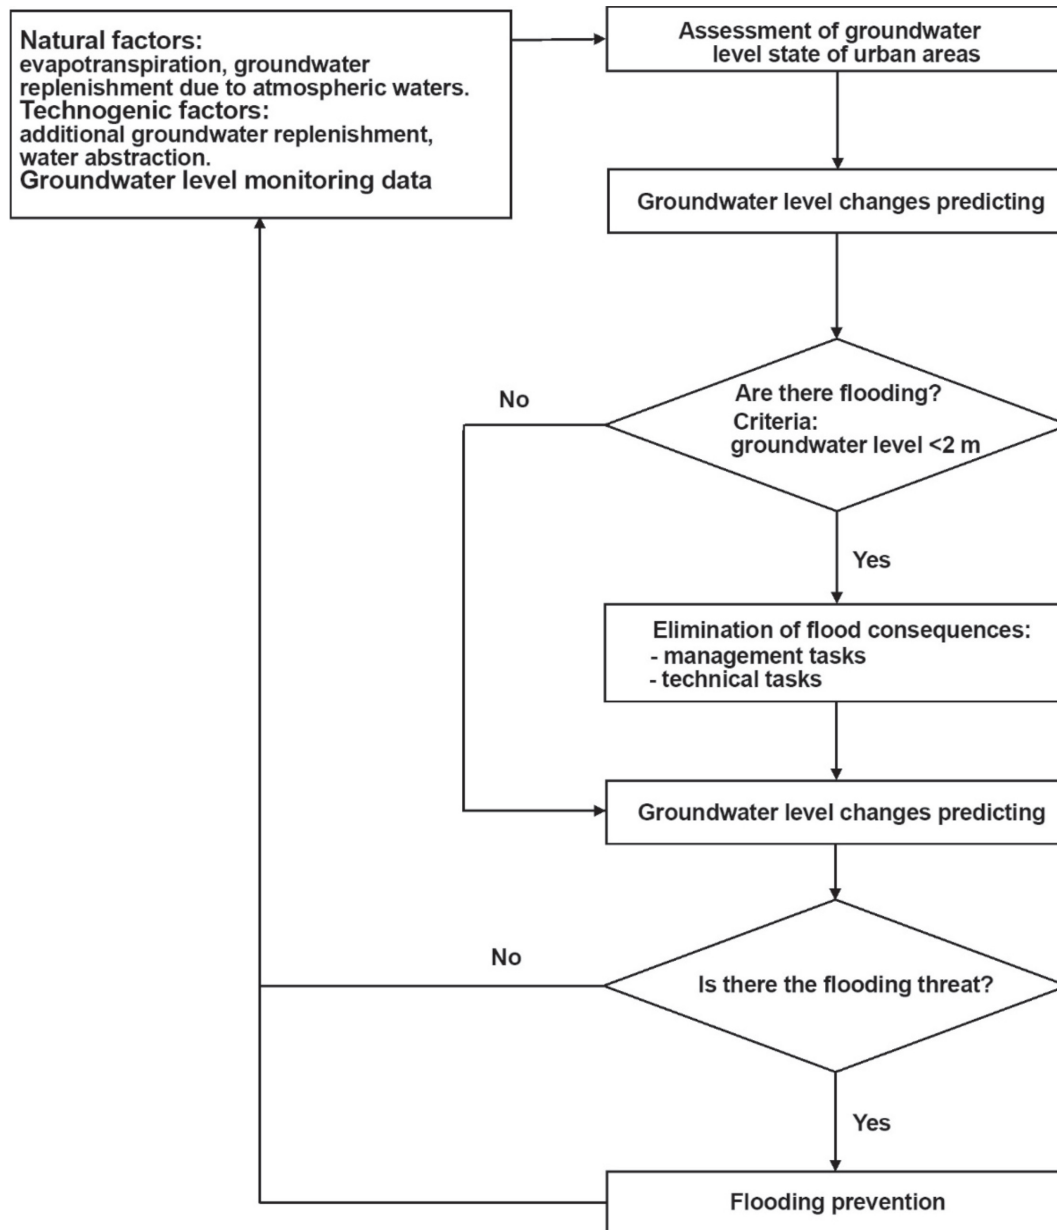 Natural factors:
evapotranspiration, groundwater
replenishment due to atmospheric waters.
Technogenic factors:
additional groundwater replenishment,
water abstraction.
Groundwater level monitoring data
Assessment of groundwater
level state of urban areas
Groundwater level changes predicting
Are there flooding?
Criteria:
groundwater level <2 m
No
Yes
Elimination of flood consequences:
- management tasks
- technical tasks
Groundwater level changes predicting
Is there the flooding threat?
No
Yes
Flooding prevention